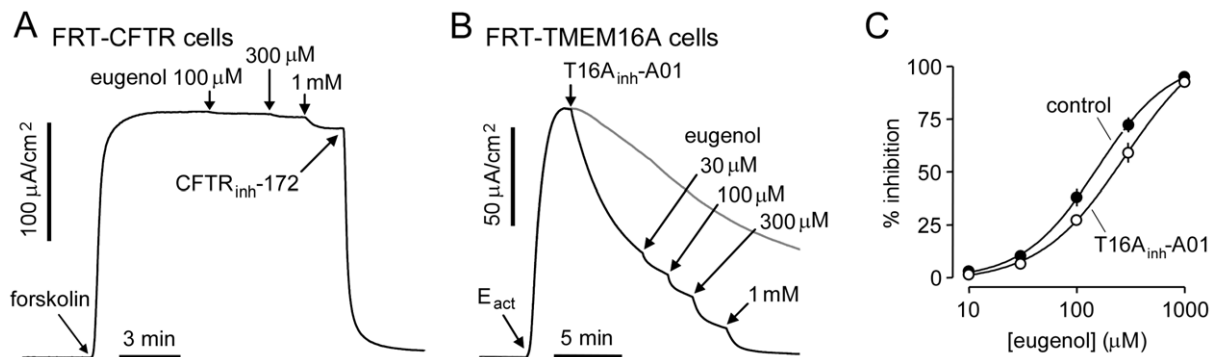 A
FRT-CFTR cells
300 μM
eugenol 100 μM
1 mM
100 μA/cm2
CFTRinh-172
forskolin
3 min
B
FRT-TMEM16A cells
T16Ainh-A01
50 μA/cm2
eugenol
30 μM
100 μM
300 μM
1 mM
Eact
5 min
C
100
75
50
25
0
% inhibition
control
T16Ainh-A01
10
100
1000
[eugenol] (μM)